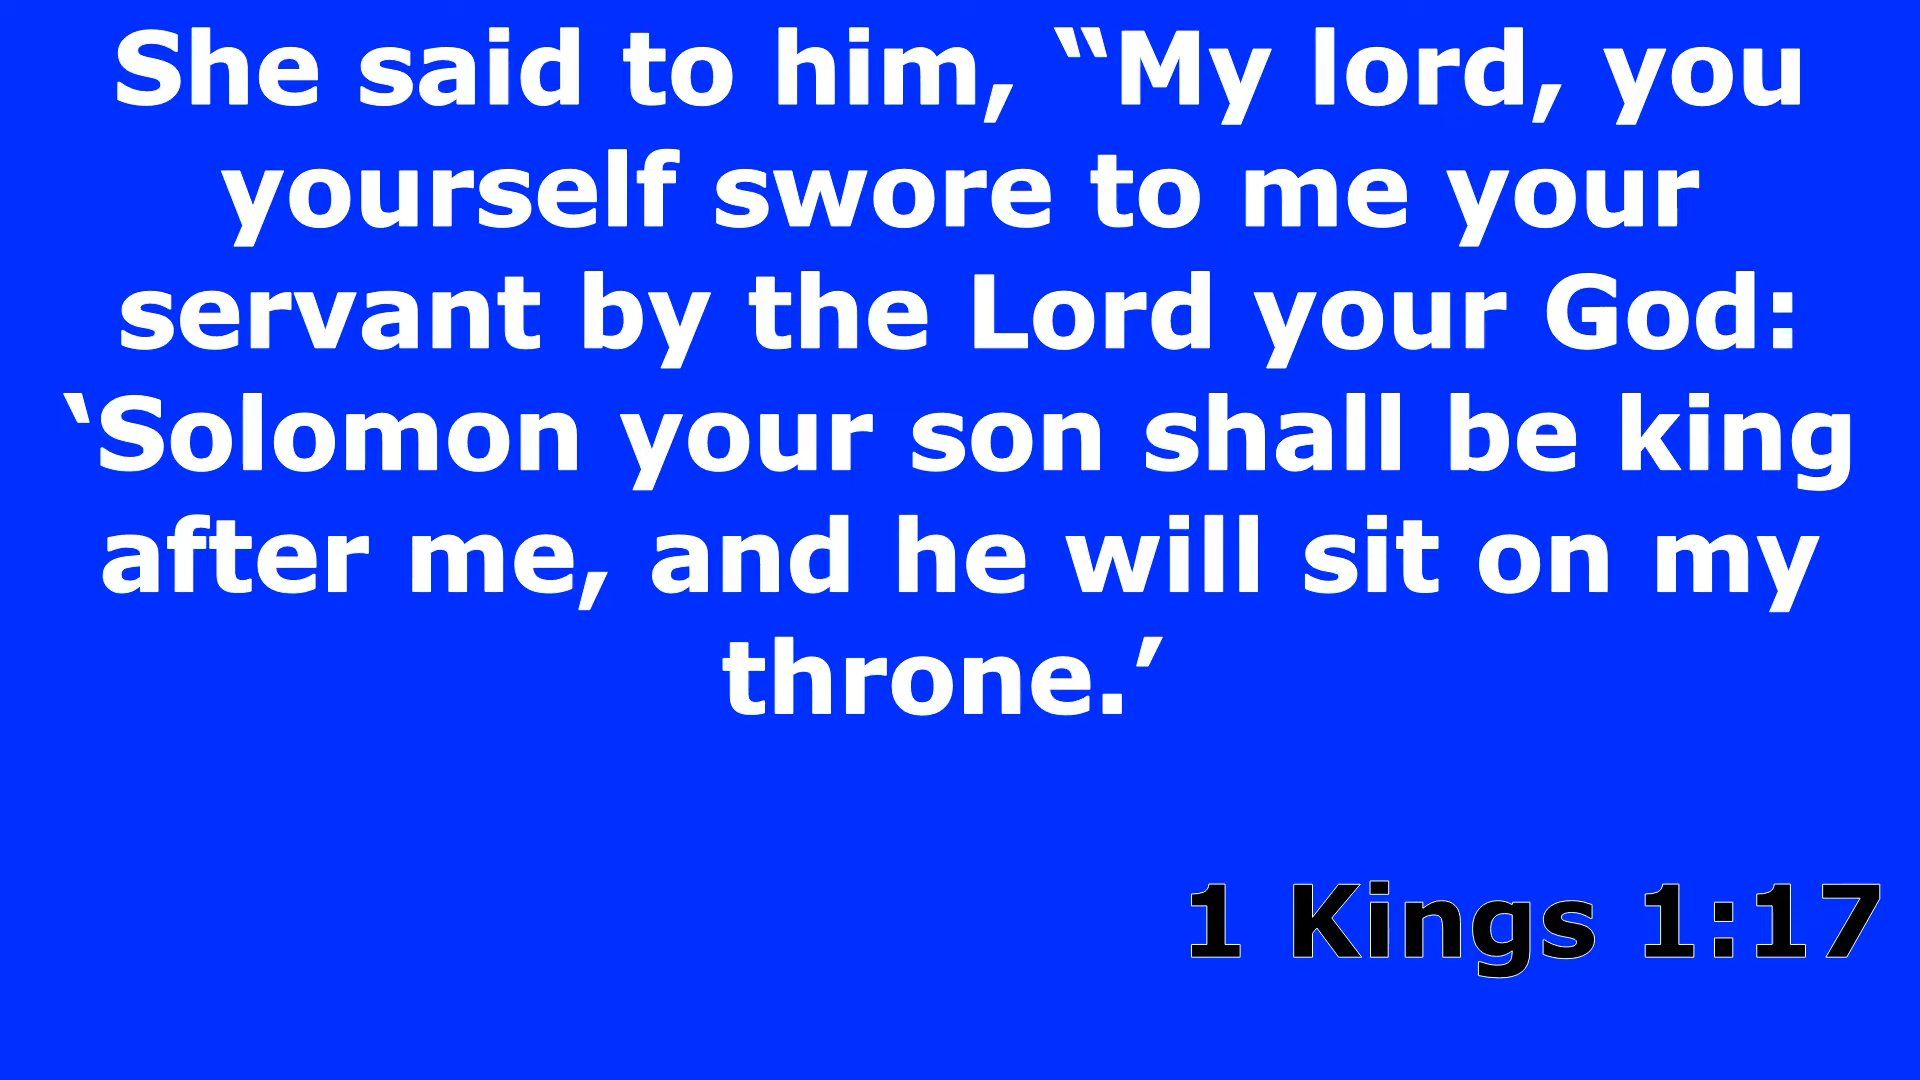 She said to him, “My lord, you
yourself swore to me your
servant by the Lord your God:
‘Solomon your son shall be king
after me, and he will sit on my
throne.’
1 Kings 1:17